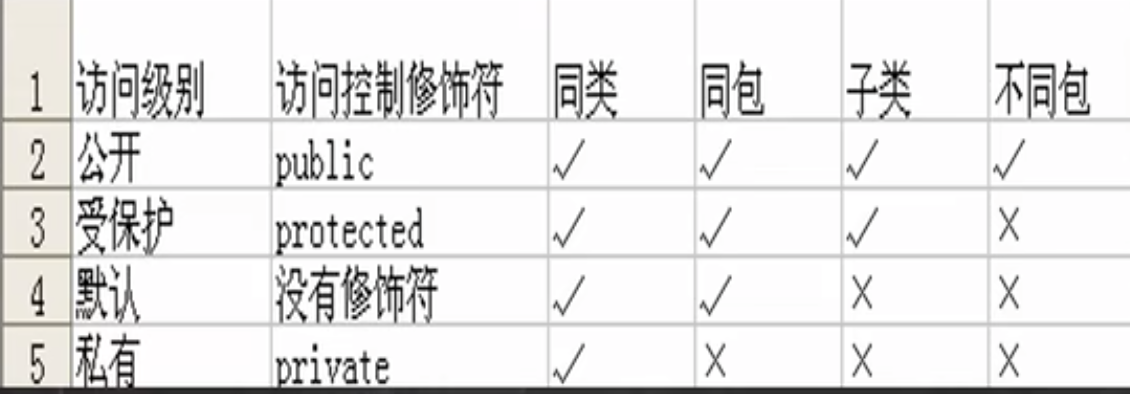 1 访问级别 访问控制修饰符 同类 同包 子类 不同包
2 公开 public √ √ √ √
3 受保护 protected √ √ √ ×
4 默认 没有修饰符 √ √ × ×
5 私有 private √ × × ×